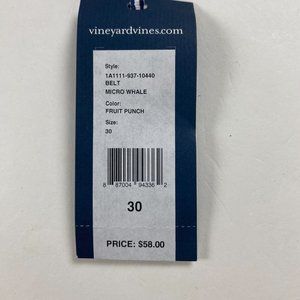 vineyardvines.com
Style:
1A1111-937-10440
BELT
MICRO WHALE
Color:
FRUIT PUNCH
Size:
30
8 87004 94336 2
30
PRICE: $58.00